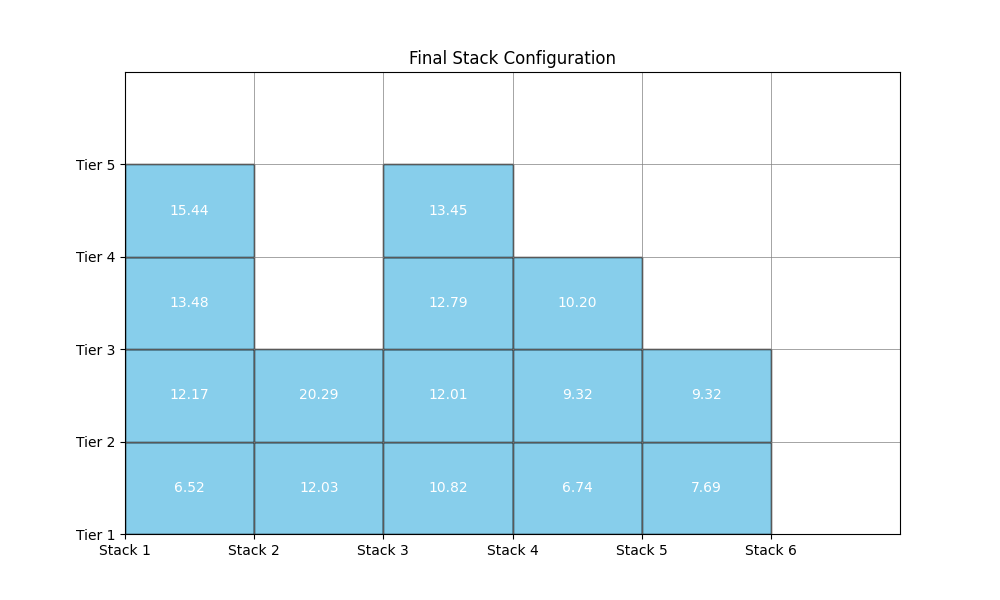 Final Stack Configuration
Tier 5
15.44 13.45
Tier 4
13.48 12.79 10.20
Tier 3
12.17 20.29 12.01 9.32 9.32
Tier 2
6.52 12.03 10.82 6.74 7.69
Tier 1
Stack 1 Stack 2 Stack 3 Stack 4 Stack 5 Stack 6